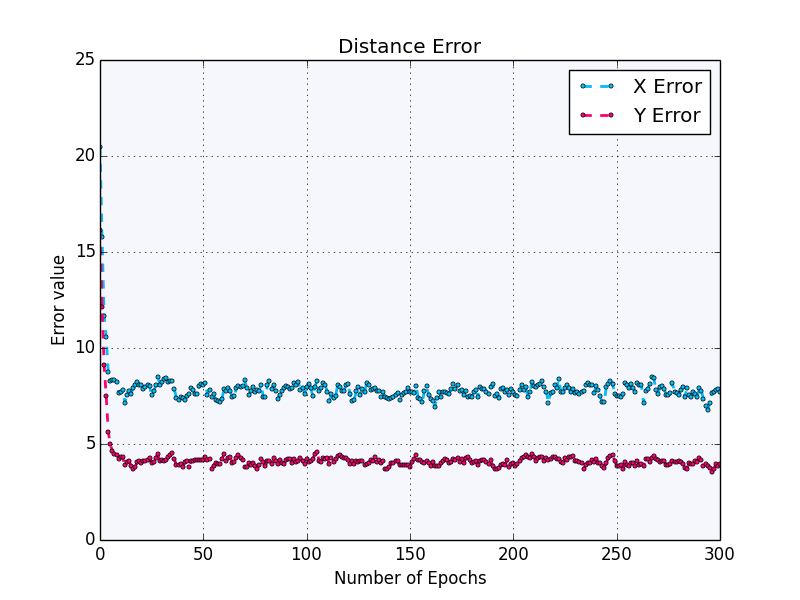 Distance Error
X Error
Y Error
25
20
15
10
5
0
Error value
0 50 100 150 200 250 300
Number of Epochs